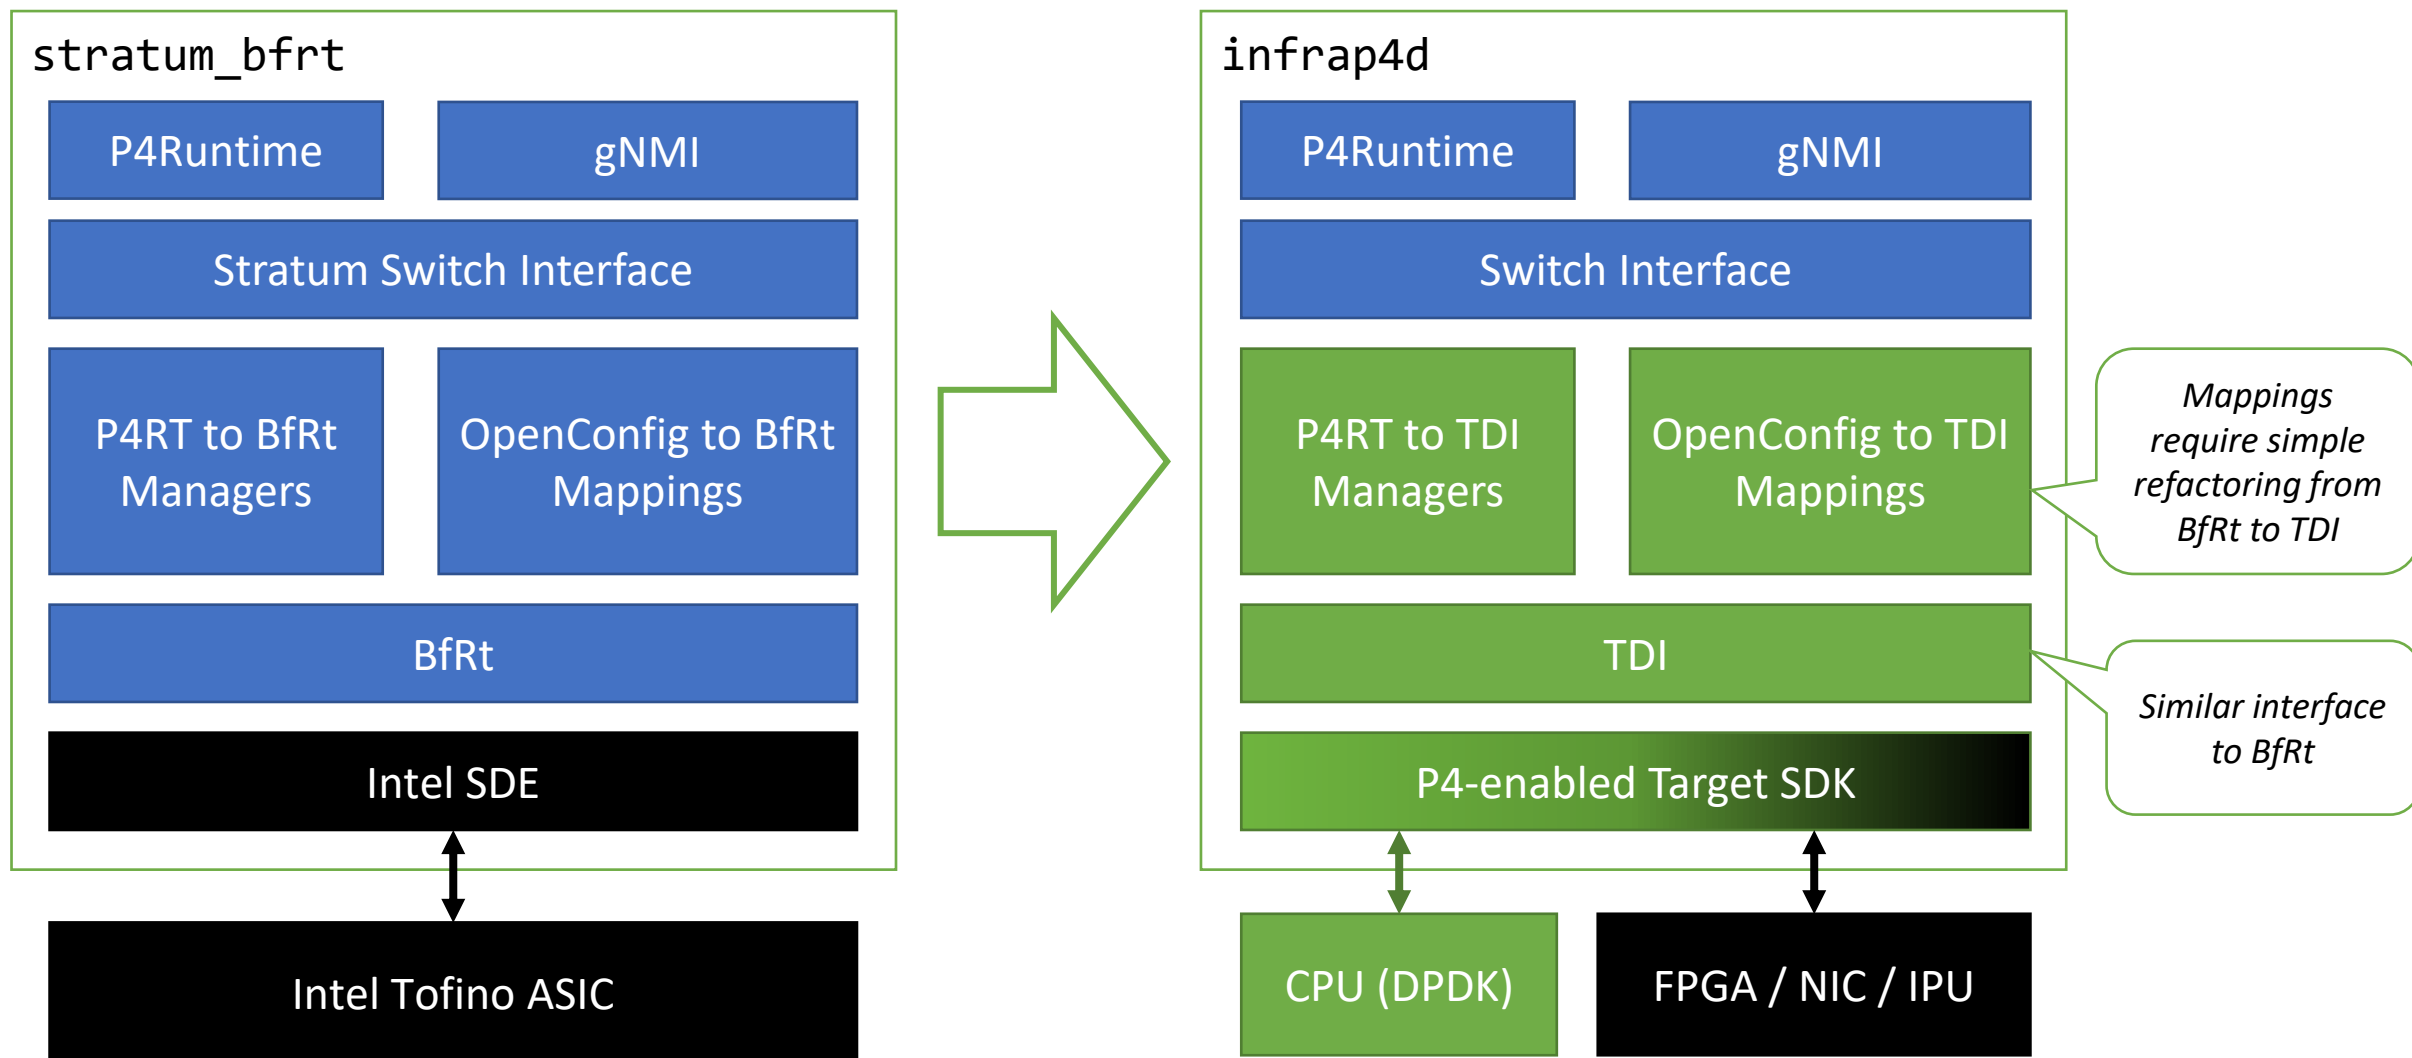 stratum_bfrt
P4Runtime
gNMI
Stratum Switch Interface
P4RT to BfRt
Managers
OpenConfig to BfRt
Mappings
BfRt
Intel SDE
Intel Tofino ASIC
infrap4d
P4Runtime
gNMI
Switch Interface
P4RT to TDI
Managers
OpenConfig to TDI
Mappings
TDI
P4-enabled Target SDK
CPU (DPDK)
FPGA / NIC / IPU
Mappings
require simple
refactoring from
BfRt to TDI
Similar interface
to BfRt